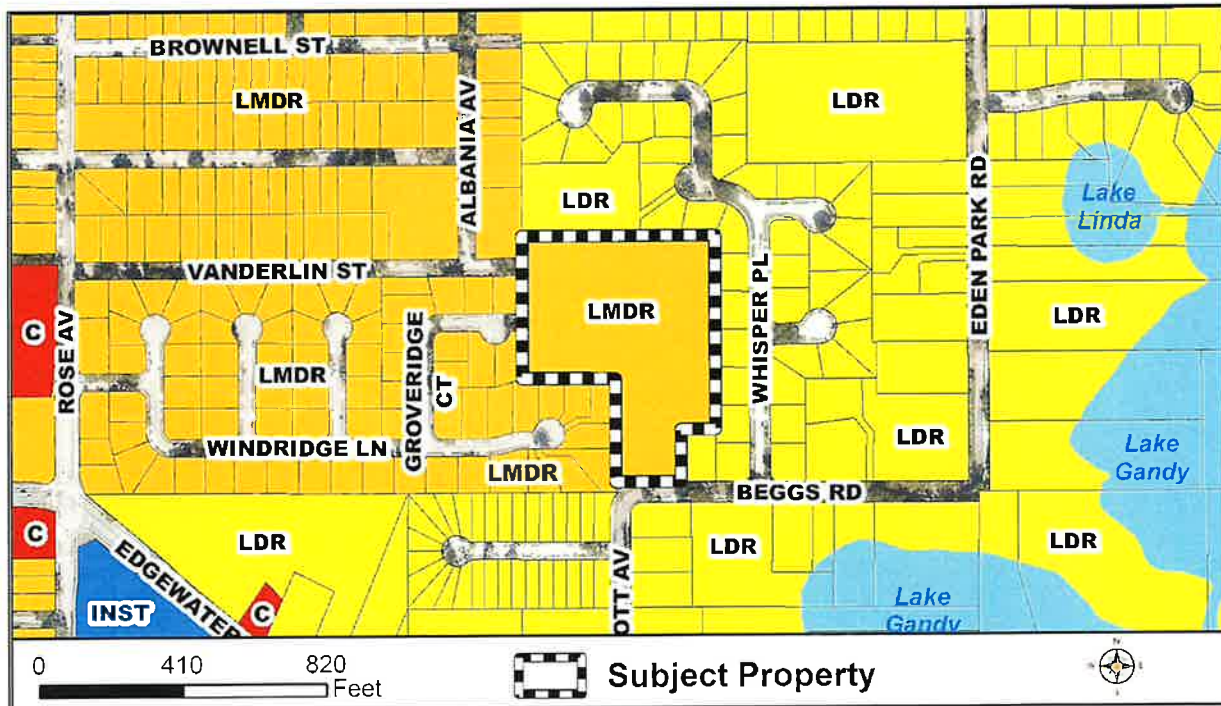 BROWNELL ST
LMDR
ALBANIA AV
LDR
EDEN PARK RD
Lake
Linda
LDR
VANDERLIN ST
LMDR
LDR
C
ROSE AV
GROVERIDGE
CT
LMDR
WHISPER PL
WINDRIDGE LN
LMDR
LDR
Lake
Gandy
BEGGS RD
LDR
LDR
LDR
EDGEWATER
INST
C
C
OTT AV
Lake
Gandy
0 410 820
Feet
Subject Property
N